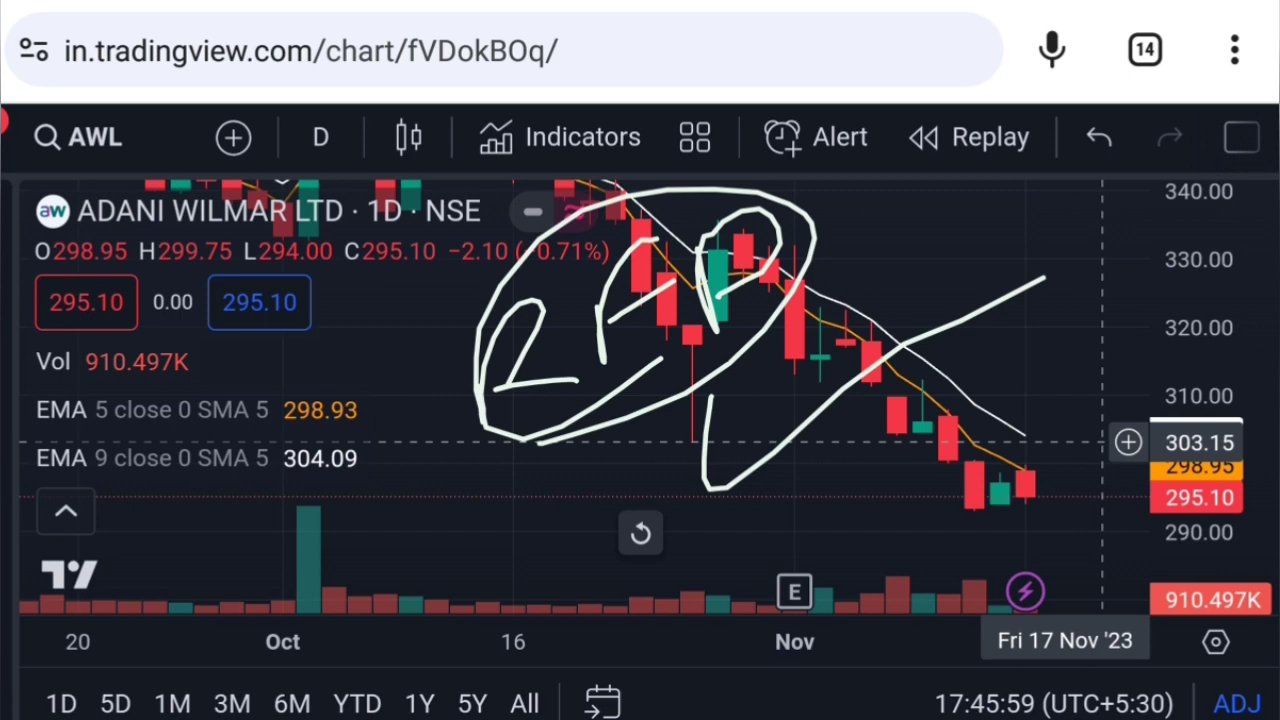 in.tradingview.com/chart/fVDokBOq/ 14
AWL D Indicators Alert Replay
aw ADANI WILMAR LTD · 1D · NSE
O298.95 H299.75 L294.00 C295.10 −2.10 (−0.71%)
295.10 0.00 295.10
Vol 910.497K
EMA 5 close 0 SMA 5 298.93
EMA 9 close 0 SMA 5 304.09
340.00
330.00
320.00
310.00
303.15
298.95
295.10
290.00
E
910.497K
20 Oct 16 Nov Fri 17 Nov '23
1D 5D 1M 3M 6M YTD 1Y 5Y All 17:45:59 (UTC+5:30) ADJ